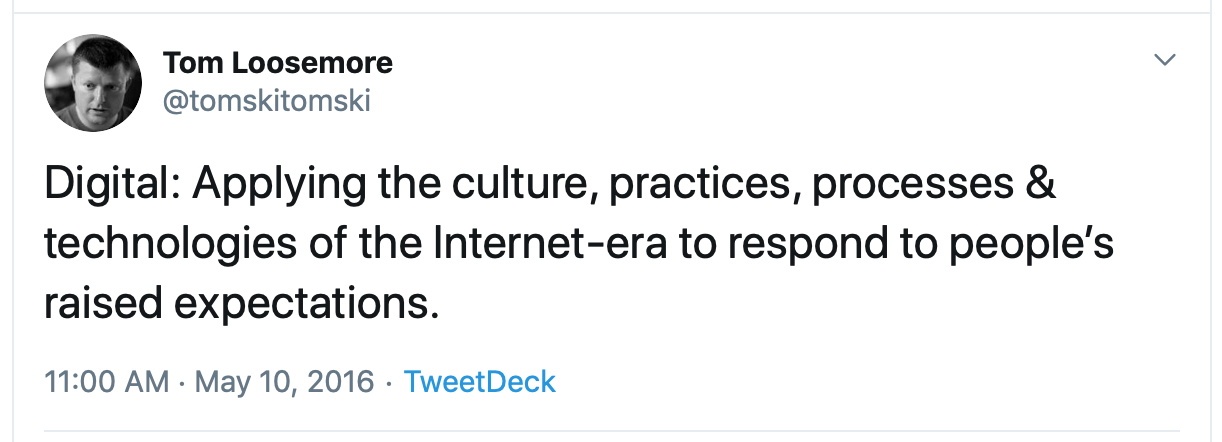 Tom Loosemore
@tomskitomski
Digital: Applying the culture, practices, processes &
technologies of the Internet-era to respond to people’s
raised expectations.
11:00 AM · May 10, 2016 · TweetDeck